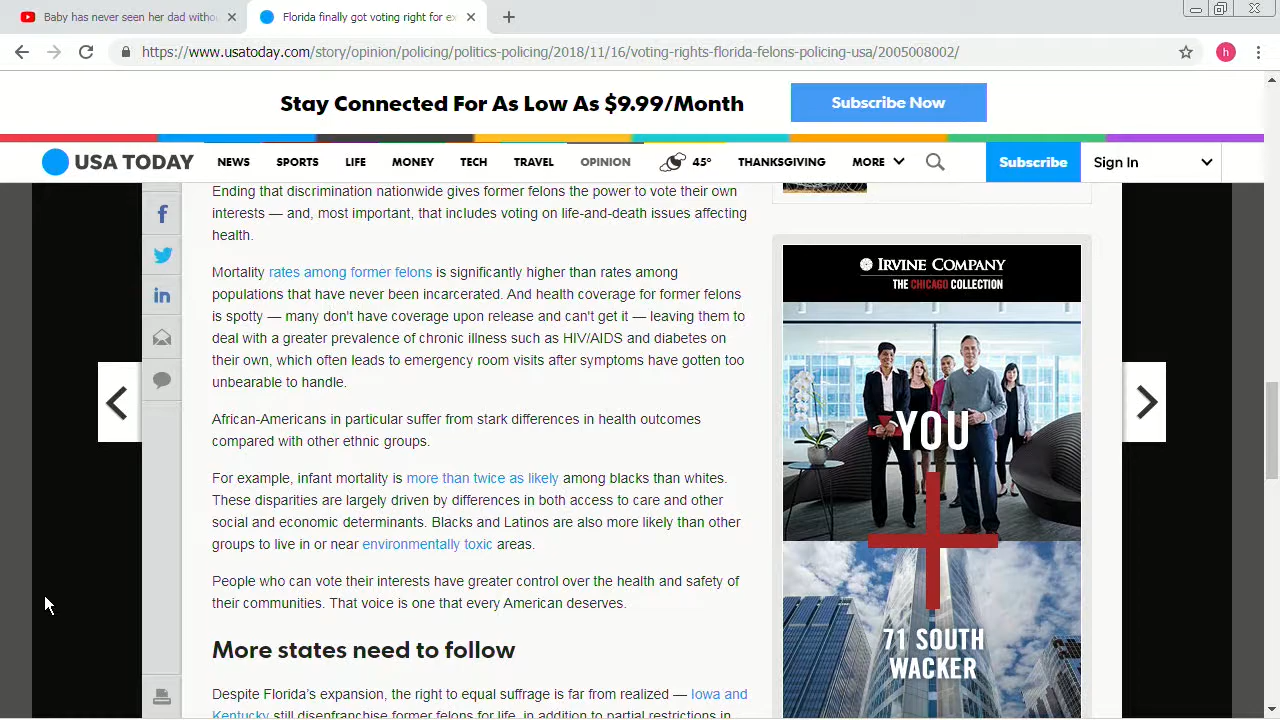 Baby has never seen her dad witho
Florida finally got voting right for ex
https://www.usatoday.com/story/opinion/policing/politics-policing/2018/11/16/voting-rights-florida-felons-policing-usa/2005008002/
h
Stay Connected For As Low As $9.99/Month
Subscribe Now
USA TODAY
NEWS
SPORTS
LIFE
MONEY
TECH
TRAVEL
OPINION
45°
THANKSGIVING
MORE
Subscribe
Sign In
Ending that discrimination nationwide gives former felons the power to vote their own
interests — and, most important, that includes voting on life-and-death issues affecting
health.
Mortality rates among former felons is significantly higher than rates among
populations that have never been incarcerated. And health coverage for former felons
is spotty — many don't have coverage upon release and can't get it — leaving them to
deal with a greater prevalence of chronic illness such as HIV/AIDS and diabetes on
their own, which often leads to emergency room visits after symptoms have gotten too
unbearable to handle.
African-Americans in particular suffer from stark differences in health outcomes
compared with other ethnic groups.
For example, infant mortality is more than twice as likely among blacks than whites.
These disparities are largely driven by differences in both access to care and other
social and economic determinants. Blacks and Latinos are also more likely than other
groups to live in or near environmentally toxic areas.
People who can vote their interests have greater control over the health and safety of
their communities. That voice is one that every American deserves.
More states need to follow
Despite Florida's expansion, the right to equal suffrage is far from realized — Iowa and
Kentucky still disenfranchise former felons for life, in addition to partial restrictions in
f
in
IRVINE COMPANY
THE CHICAGO COLLECTION
YOU
71 SOUTH
WACKER